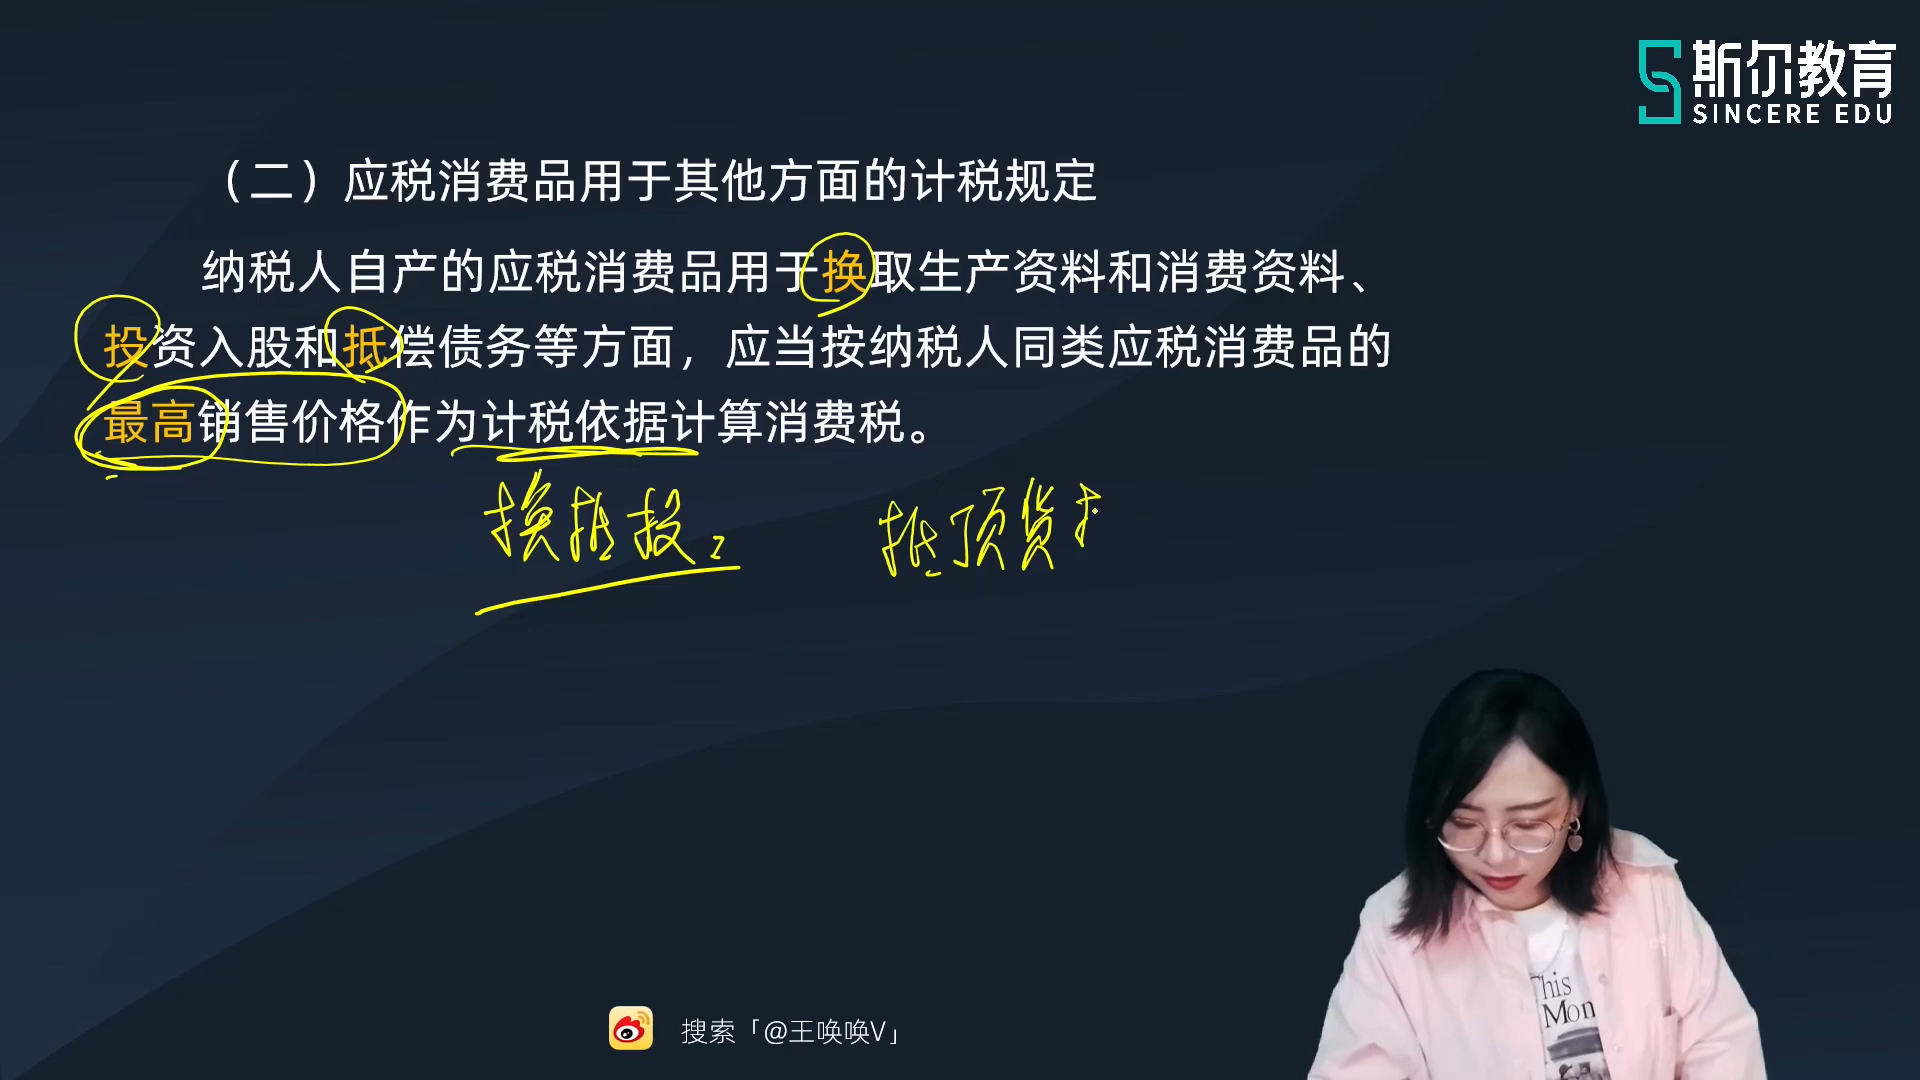 斯尔教育
SINCERE EDU
（二）应税消费品用于其他方面的计税规定
纳税人自产的应税消费品用于换取生产资料和消费资料、
投资入股和抵偿债务等方面，应当按纳税人同类应税消费品的
最高销售价格作为计税依据计算消费税。
换抵投 抵顶货
This
Mon
搜索「@王唤唤V」